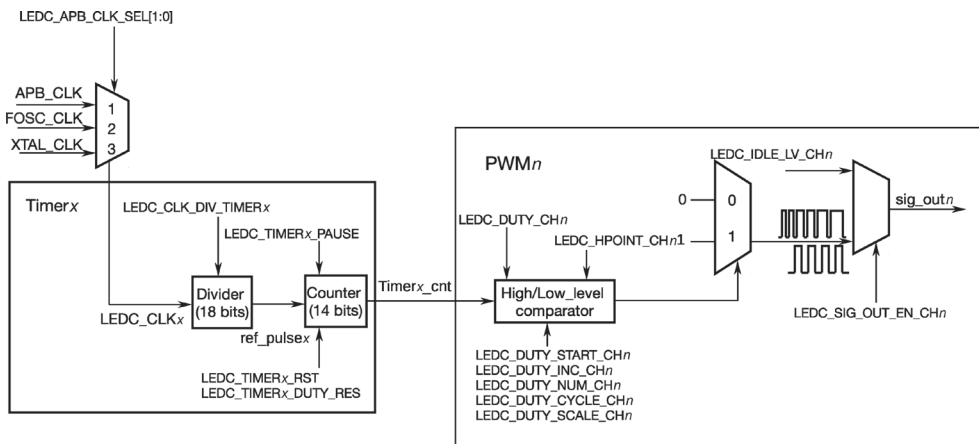 LEDC_APB_CLK_SEL[1:0]
APB_CLK
FOSC_CLK
XTAL_CLK
1
2
3
Timerx
LEDC_CLK_DIV_TIMERx
LEDC_TIMERx_PAUSE
Divider
(18 bits)
Counter
(14 bits)
LEDC_CLKx
ref_pulsex
LEDC_TIMERx_RST
LEDC_TIMERx_DUTY_RES
Timerx_cnt
PWMn
LEDC_DUTY_CHn
LEDC_HPOINT_CHn
High/Low_level
comparator
LEDC_DUTY_START_CHn
LEDC_DUTY_INC_CHn
LEDC_DUTY_NUM_CHn
LEDC_DUTY_CYCLE_CHn
LEDC_DUTY_SCALE_CHn
0
1
0
1
LEDC_IDLE_LV_CHn
sig_outn
LEDC_SIG_OUT_EN_CHn